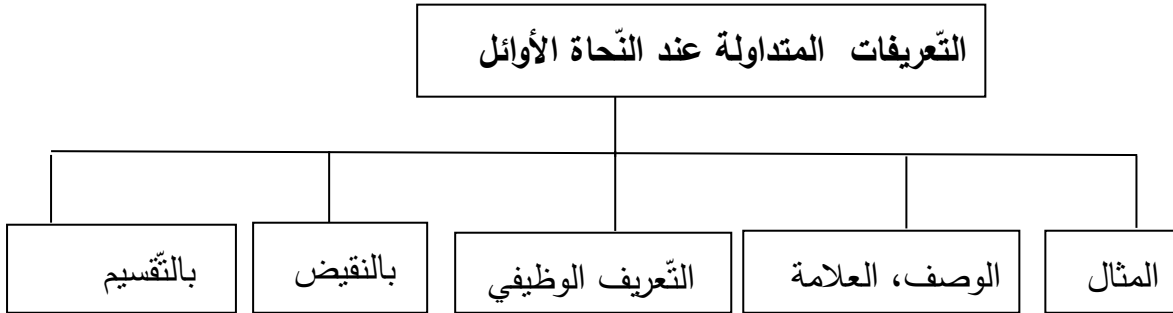 التّعريفات المتداولة عند النّحاة الأوائل
المثال
الوصف، العلامة
التّعريف الوظيفي
بالنقيض
بالتّقسيم